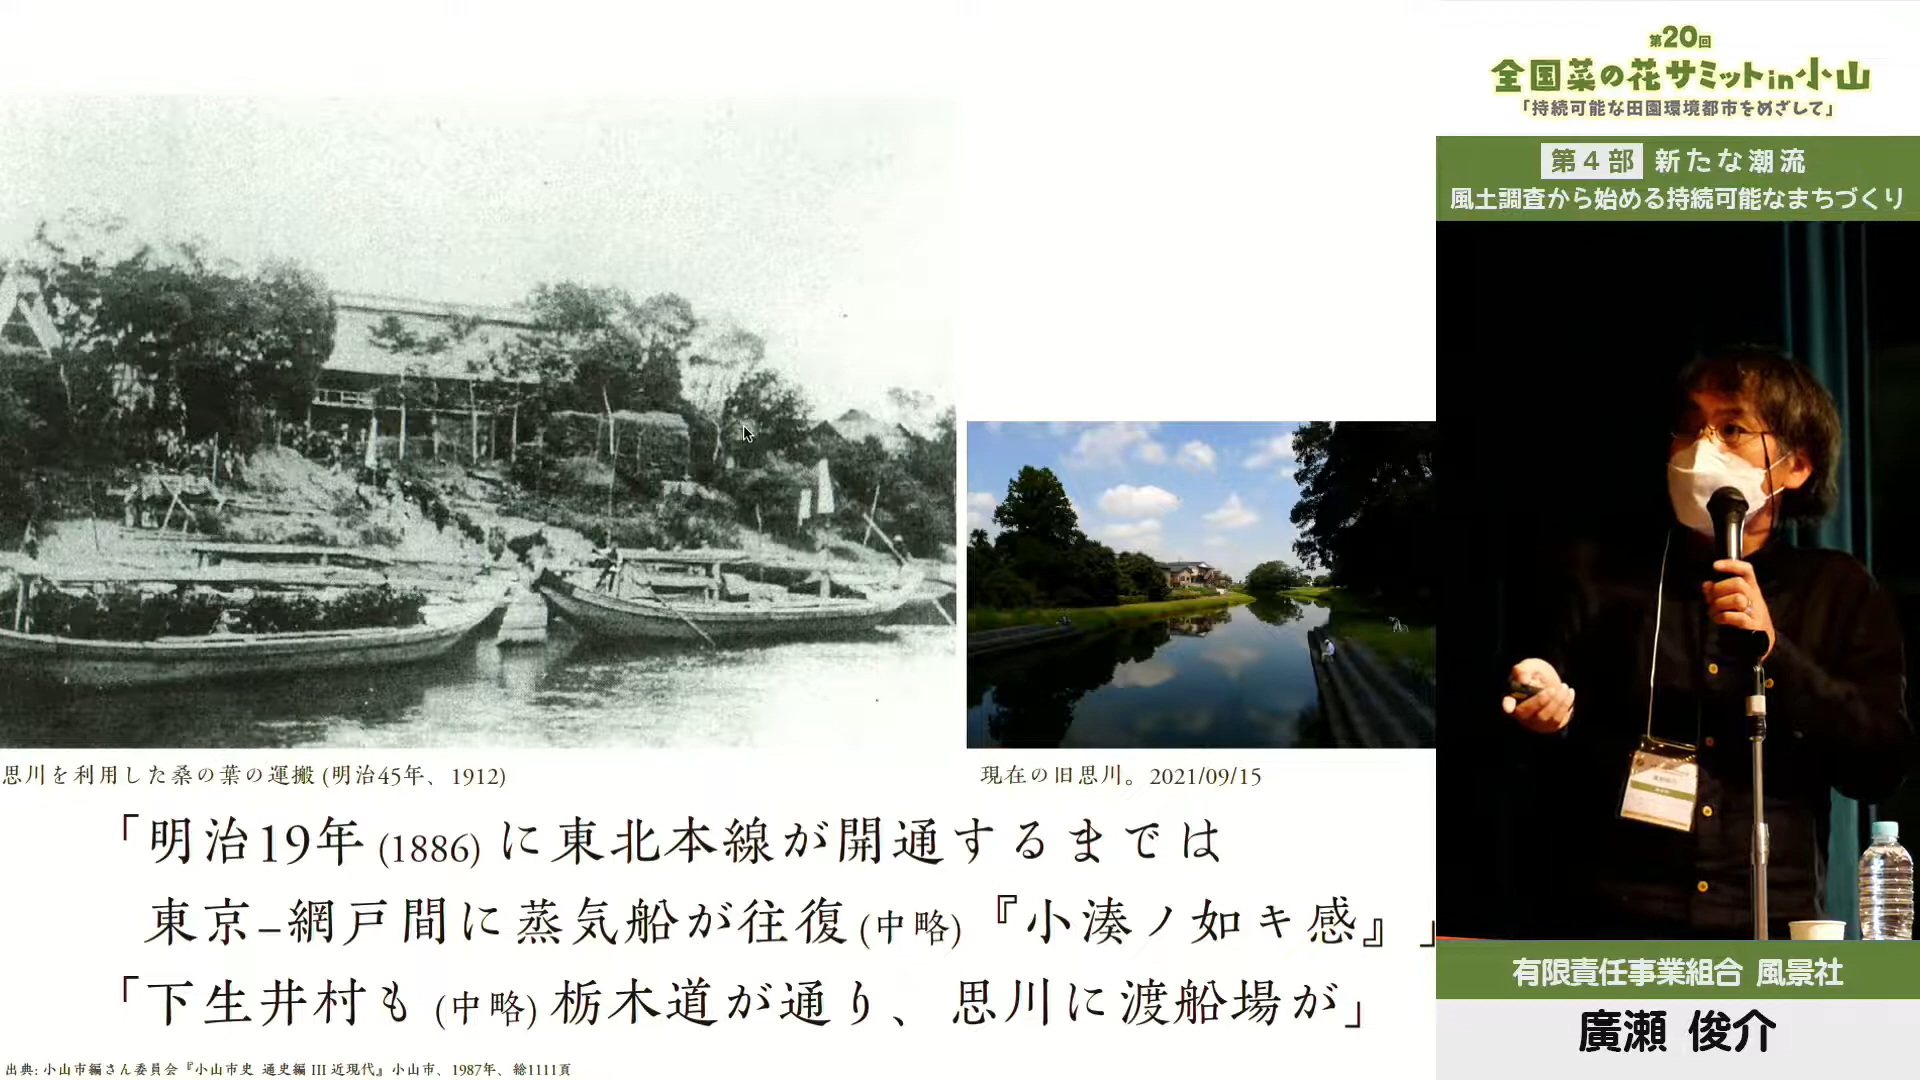 第20回
全国菜の花サミットin小山
「持続可能な田園環境都市をめざして」
第4部 新たな潮流
風土調査から始める持続可能なまちづくり
思川を利用した桑の葉の運搬 (明治45年、1912)
現在の旧思川。2021/09/15
「明治19年 (1886) に東北本線が開通するまでは
東京–網戸間に蒸気船が往復 (中略) 『小湊ノ如キ感』」
「下生井村も (中略) 栃木道が通り、思川に渡船場が」
出典: 小山市編さん委員会『小山市史 通史編 III 近現代』小山市、1987年、総1111頁
有限責任事業組合 風景社
廣瀬 俊介